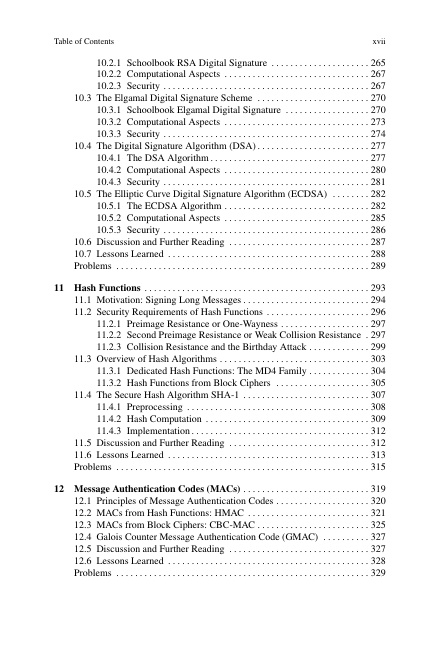 Table of Contents xvii
10.2.1 Schoolbook RSA Digital Signature . . . . . . . . . . . . . . . . . . . . 265
10.2.2 Computational Aspects . . . . . . . . . . . . . . . . . . . . . . . . . . . . 267
10.2.3 Security . . . . . . . . . . . . . . . . . . . . . . . . . . . . . . . . . . . . . . . . 267
10.3 The Elgamal Digital Signature Scheme . . . . . . . . . . . . . . . . . . . . . . . 270
10.3.1 Schoolbook Elgamal Digital Signature . . . . . . . . . . . . . . . . . 270
10.3.2 Computational Aspects . . . . . . . . . . . . . . . . . . . . . . . . . . . . 273
10.3.3 Security . . . . . . . . . . . . . . . . . . . . . . . . . . . . . . . . . . . . . . . . 274
10.4 The Digital Signature Algorithm (DSA) . . . . . . . . . . . . . . . . . . . . . . 277
10.4.1 The DSA Algorithm . . . . . . . . . . . . . . . . . . . . . . . . . . . . . . . 277
10.4.2 Computational Aspects . . . . . . . . . . . . . . . . . . . . . . . . . . . . 280
10.4.3 Security . . . . . . . . . . . . . . . . . . . . . . . . . . . . . . . . . . . . . . . . 281
10.5 The Elliptic Curve Digital Signature Algorithm (ECDSA) . . . . . . . 282
10.5.1 The ECDSA Algorithm . . . . . . . . . . . . . . . . . . . . . . . . . . . . 282
10.5.2 Computational Aspects . . . . . . . . . . . . . . . . . . . . . . . . . . . . 285
10.5.3 Security . . . . . . . . . . . . . . . . . . . . . . . . . . . . . . . . . . . . . . . . 286
10.6 Discussion and Further Reading . . . . . . . . . . . . . . . . . . . . . . . . . . . . 287
10.7 Lessons Learned . . . . . . . . . . . . . . . . . . . . . . . . . . . . . . . . . . . . . . . 288
Problems . . . . . . . . . . . . . . . . . . . . . . . . . . . . . . . . . . . . . . . . . . . . . . . . 289
11 Hash Functions . . . . . . . . . . . . . . . . . . . . . . . . . . . . . . . . . . . . . . . . . . . 293
11.1 Motivation: Signing Long Messages . . . . . . . . . . . . . . . . . . . . . . . . 294
11.2 Security Requirements of Hash Functions . . . . . . . . . . . . . . . . . . . . 296
11.2.1 Preimage Resistance or One-Wayness . . . . . . . . . . . . . . . . . 297
11.2.2 Second Preimage Resistance or Weak Collision Resistance . 297
11.2.3 Collision Resistance and the Birthday Attack . . . . . . . . . . . . 299
11.3 Overview of Hash Algorithms . . . . . . . . . . . . . . . . . . . . . . . . . . . . . 303
11.3.1 Dedicated Hash Functions: The MD4 Family . . . . . . . . . . . . 304
11.3.2 Hash Functions from Block Ciphers . . . . . . . . . . . . . . . . . . . 305
11.4 The Secure Hash Algorithm SHA-1 . . . . . . . . . . . . . . . . . . . . . . . . . 307
11.4.1 Preprocessing . . . . . . . . . . . . . . . . . . . . . . . . . . . . . . . . . . . . 308
11.4.2 Hash Computation . . . . . . . . . . . . . . . . . . . . . . . . . . . . . . . . 309
11.4.3 Implementation . . . . . . . . . . . . . . . . . . . . . . . . . . . . . . . . . . . 312
11.5 Discussion and Further Reading . . . . . . . . . . . . . . . . . . . . . . . . . . . . 312
11.6 Lessons Learned . . . . . . . . . . . . . . . . . . . . . . . . . . . . . . . . . . . . . . . 313
Problems . . . . . . . . . . . . . . . . . . . . . . . . . . . . . . . . . . . . . . . . . . . . . . . . 315
12 Message Authentication Codes (MACs) . . . . . . . . . . . . . . . . . . . . . . . . 319
12.1 Principles of Message Authentication Codes . . . . . . . . . . . . . . . . . . 320
12.2 MACs from Hash Functions: HMAC . . . . . . . . . . . . . . . . . . . . . . . . 321
12.3 MACs from Block Ciphers: CBC-MAC . . . . . . . . . . . . . . . . . . . . . . 325
12.4 Galois Counter Message Authentication Code (GMAC) . . . . . . . . . 327
12.5 Discussion and Further Reading . . . . . . . . . . . . . . . . . . . . . . . . . . . . 327
12.6 Lessons Learned . . . . . . . . . . . . . . . . . . . . . . . . . . . . . . . . . . . . . . . 328
Problems . . . . . . . . . . . . . . . . . . . . . . . . . . . . . . . . . . . . . . . . . . . . . . . . 329